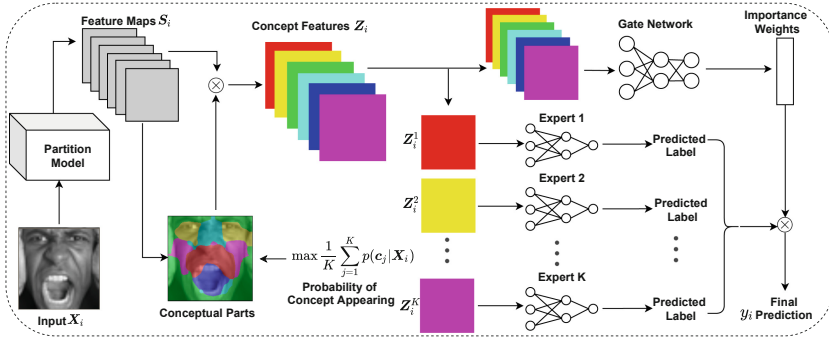 Feature Maps S_i
Concept Features Z_i
Gate Network
Importance
Weights
Partition
Model
Z_i^1
Expert 1
Predicted
Label
Z_i^2
Expert 2
Predicted
Label
max 1/K ∑_{j=1}^{K} p(c_j|X_i)
Probability of
Concept Appearing
Z_i^K
Expert K
Predicted
Label
Input X_i
Conceptual Parts
Final
y_i Prediction